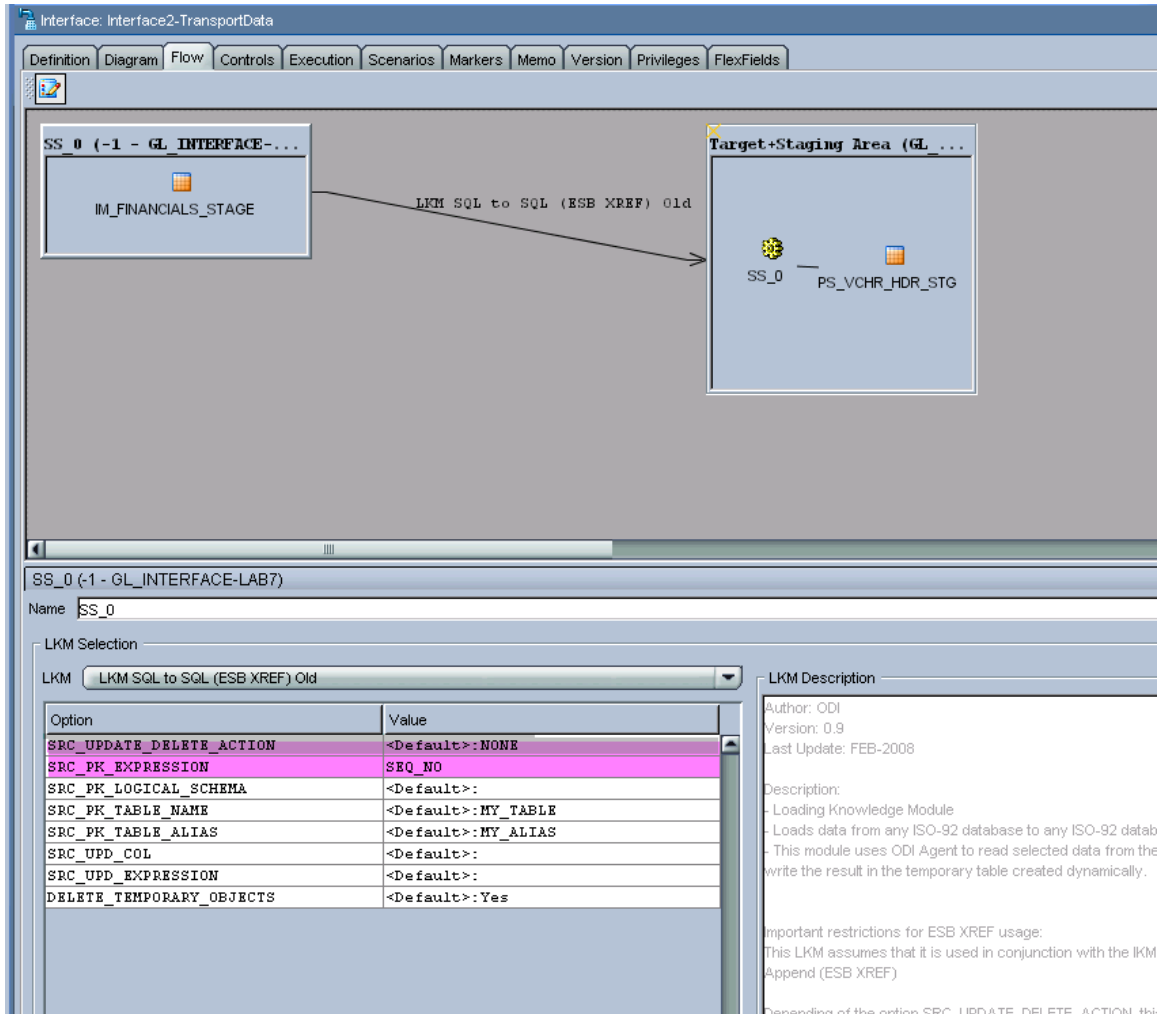 Interface: Interface2-TransportData
Definition Diagram Flow Controls Execution Scenarios Markers Memo Version Privileges FlexFields
SS_0 (-1 - GL_INTERFACE-...
IM_FINANCIALS_STAGE
LKM SQL to SQL (ESB XREF) Old
Target+Staging Area (GL_...
SS_0
PS_VCHR_HDR_STG
SS_0 (-1 - GL_INTERFACE-LAB7)
Name SS_0
LKM Selection
LKM LKM SQL to SQL (ESB XREF) Old
Option Value
SRC_UPDATE_DELETE_ACTION <Default>:NONE
SRC_PK_EXPRESSION SEQ_NO
SRC_PK_LOGICAL_SCHEMA <Default>:
SRC_PK_TABLE_NAME <Default>:MY_TABLE
SRC_PK_TABLE_ALIAS <Default>:MY_ALIAS
SRC_UPD_COL <Default>:
SRC_UPD_EXPRESSION <Default>:
DELETE_TEMPORARY_OBJECTS <Default>:Yes
LKM Description
Author: ODI
Version: 0.9
Last Update: FEB-2008
Description:
- Loading Knowledge Module
- Loads data from any ISO-92 database to any ISO-92 datab
- This module uses ODI Agent to read selected data from the
write the result in the temporary table created dynamically.
Important restrictions for ESB XREF usage:
This LKM assumes that it is used in conjunction with the IKM
Append (ESB XREF)
Depending of the option SRC_UPDATE_DELETE_ACTION, thi